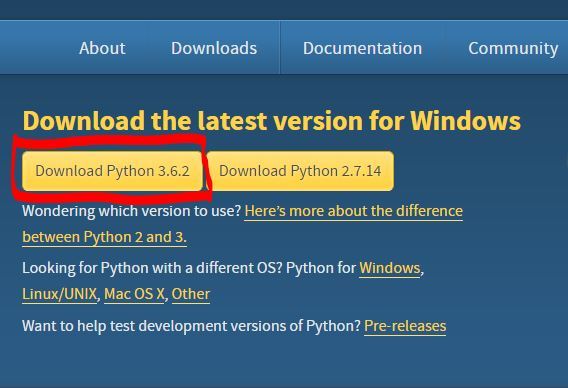 About Downloads Documentation Community
Download the latest version for Windows
Download Python 3.6.2 Download Python 2.7.14
Wondering which version to use? Here's more about the difference
between Python 2 and 3.
Looking for Python with a different OS? Python for Windows,
Linux/UNIX, Mac OS X, Other
Want to help test development versions of Python? Pre-releases